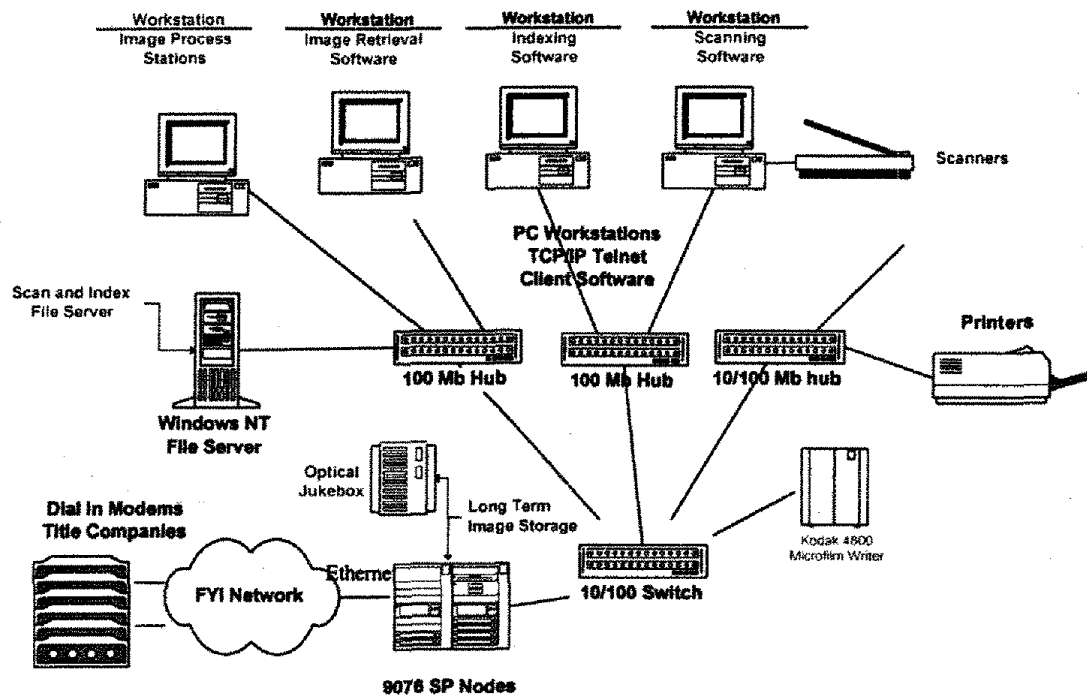 Workstation
Image Process
Stations
Workstation
Image Retrieval
Software
Workstation
Indexing
Software
Workstation
Scanning
Software
Scanners
PC Workstations
TCP/IP Telnet
Client Software
Scan and Index
File Server
Printers
100 Mb Hub
100 Mb Hub
10/100 Mb hub
Windows NT
File Server
Optical
Jukebox
Long Term
Image Storage
Kodak 4800
Microfilm Writer
Dial In Modems
Title Companies
Etherne
FYI Network
10/100 Switch
9076 SP Nodes